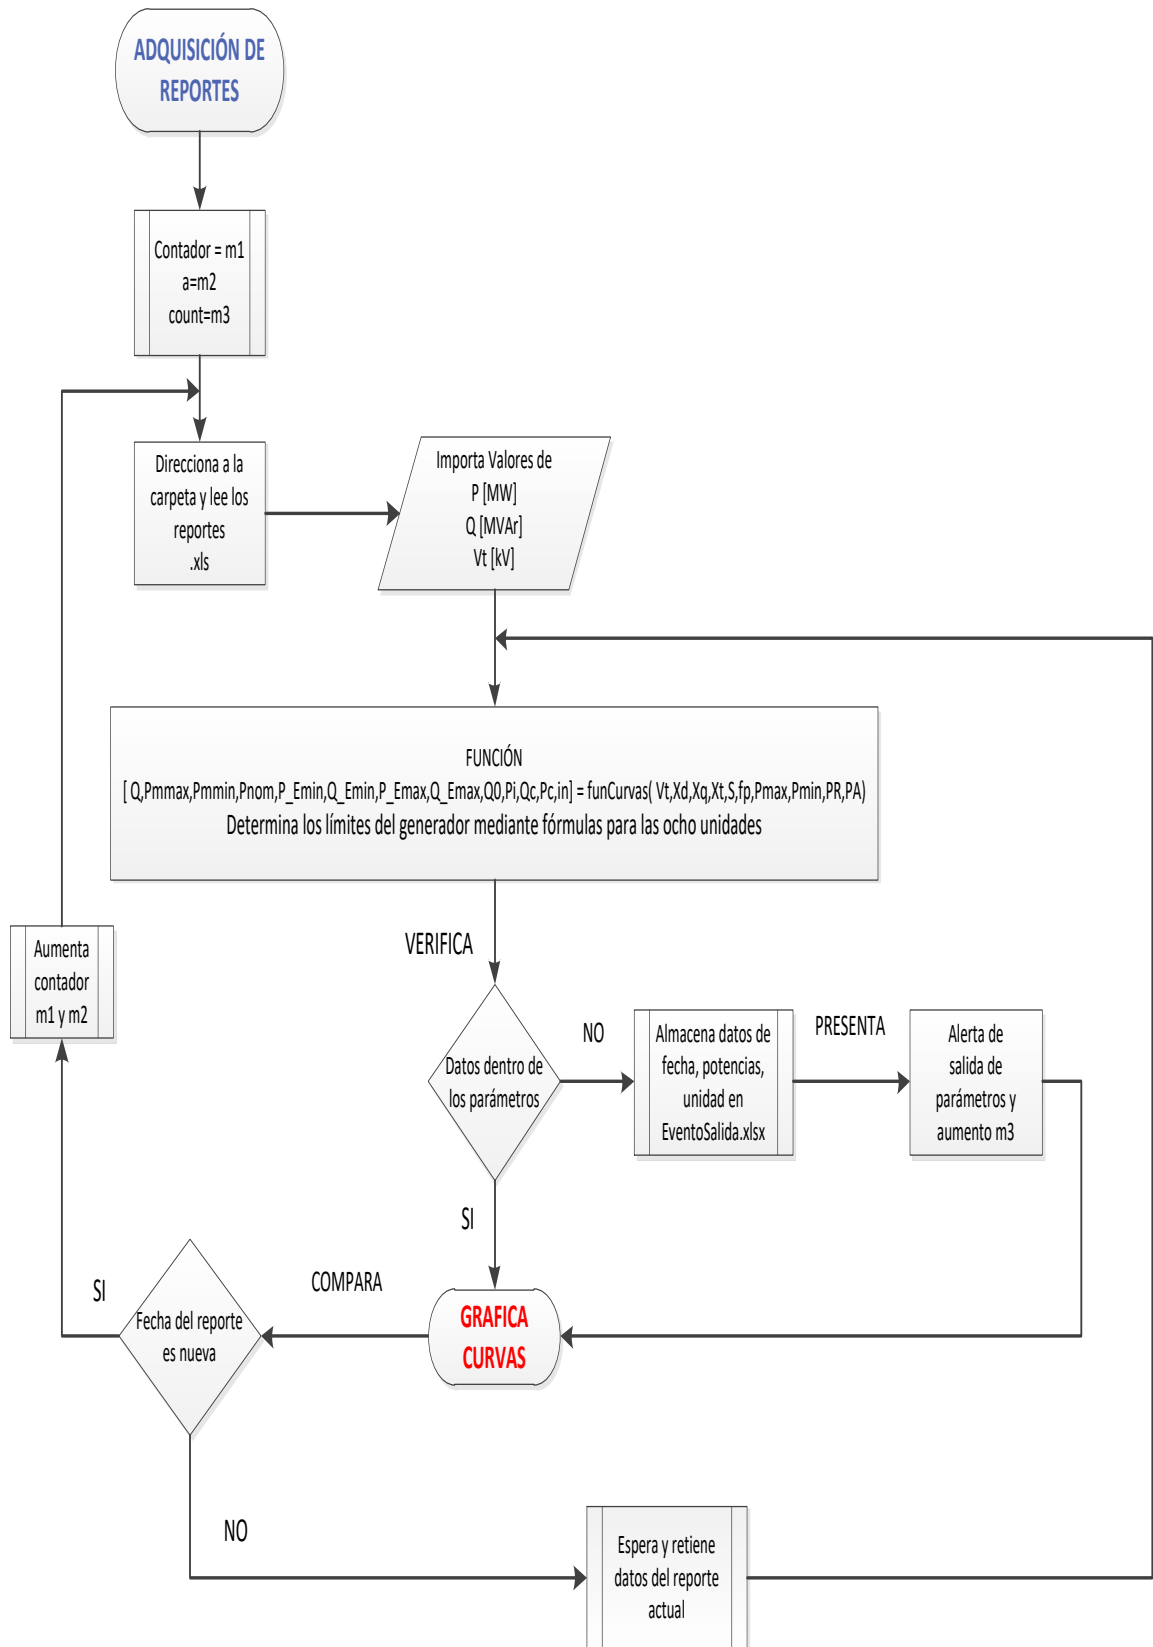 ADQUISICIÓN DE
REPORTES
Contador = m1
a=m2
count=m3
Direcciona a la
carpeta y lee los
reportes
.xls
Importa Valores de
P [MW]
Q [MVAr]
Vt [kV]
FUNCIÓN
[ Q,Pmmax,Pmmin,Pnom,P_Emin,Q_Emin,P_Emax,Q_Emax,Q0,Pi,Qc,Pc,in] = funCurvas( Vt,Xd,Xq,Xt,S,fp,Pmax,Pmin,PR,PA)
Determina los límites del generador mediante fórmulas para las ocho unidades
VERIFICA
Aumenta
contador
m1 y m2
Datos dentro de
los parámetros
NO
Almacena datos de
fecha, potencias,
unidad en
EventoSalida.xlsx
PRESENTA
Alerta de
salida de
parámetros y
aumento m3
SI
GRAFICA
CURVAS
COMPARA
Fecha del reporte
es nueva
SI
NO
Espera y retiene
datos del reporte
actual